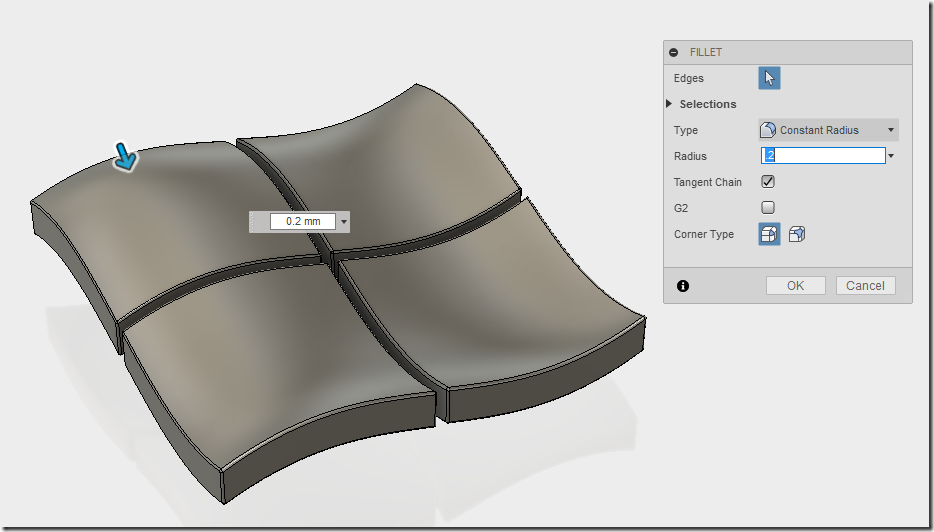 FILLET
Edges
Selections
Type Constant Radius
Radius .2
Tangent Chain
G2
Corner Type
OK Cancel
0.2 mm